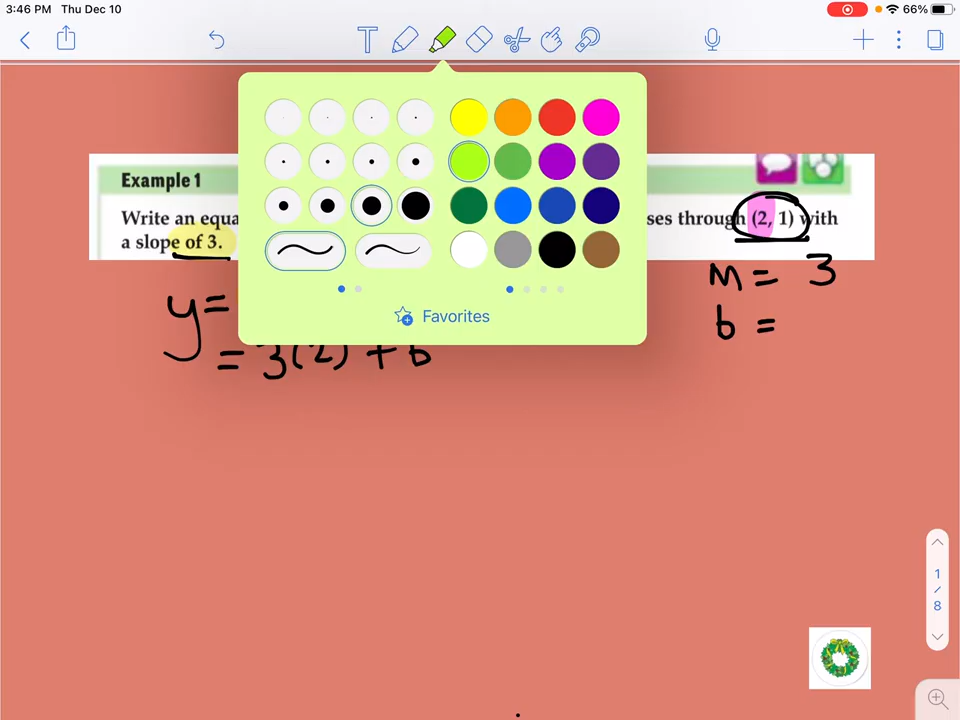 3:46 PM Thu Dec 10
66%
Example 1
Write an equa
ses through (2, 1) with
a slope of 3.
m = 3
y=
b =
= 3(2) + b
Favorites
1
/
8